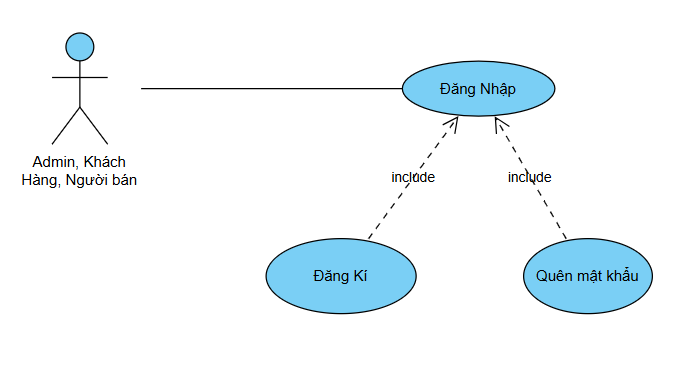 Đăng Nhập
Admin, Khách
Hàng, Người bán
include
include
Đăng Kí
Quên mật khẩu